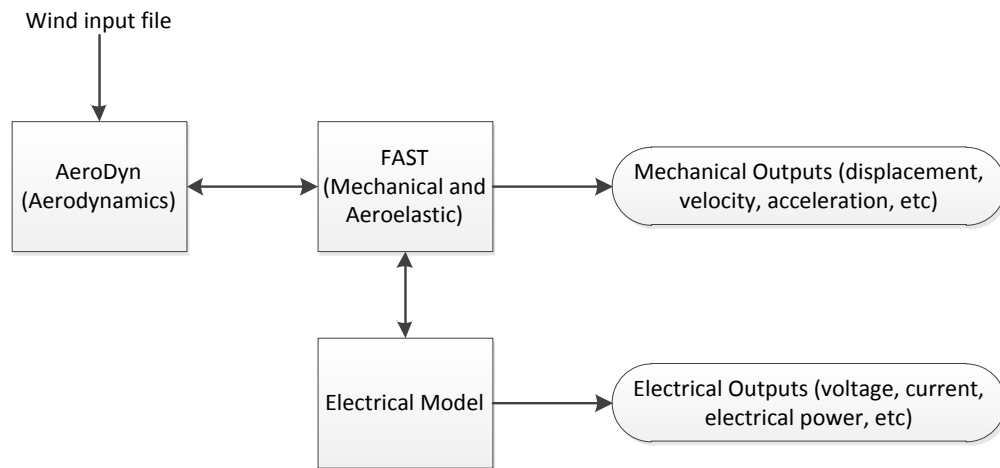 Wind input file
AeroDyn
(Aerodynamics)
FAST
(Mechanical and
Aeroelastic)
Mechanical Outputs (displacement,
velocity, acceleration, etc)
Electrical Model
Electrical Outputs (voltage, current,
electrical power, etc)